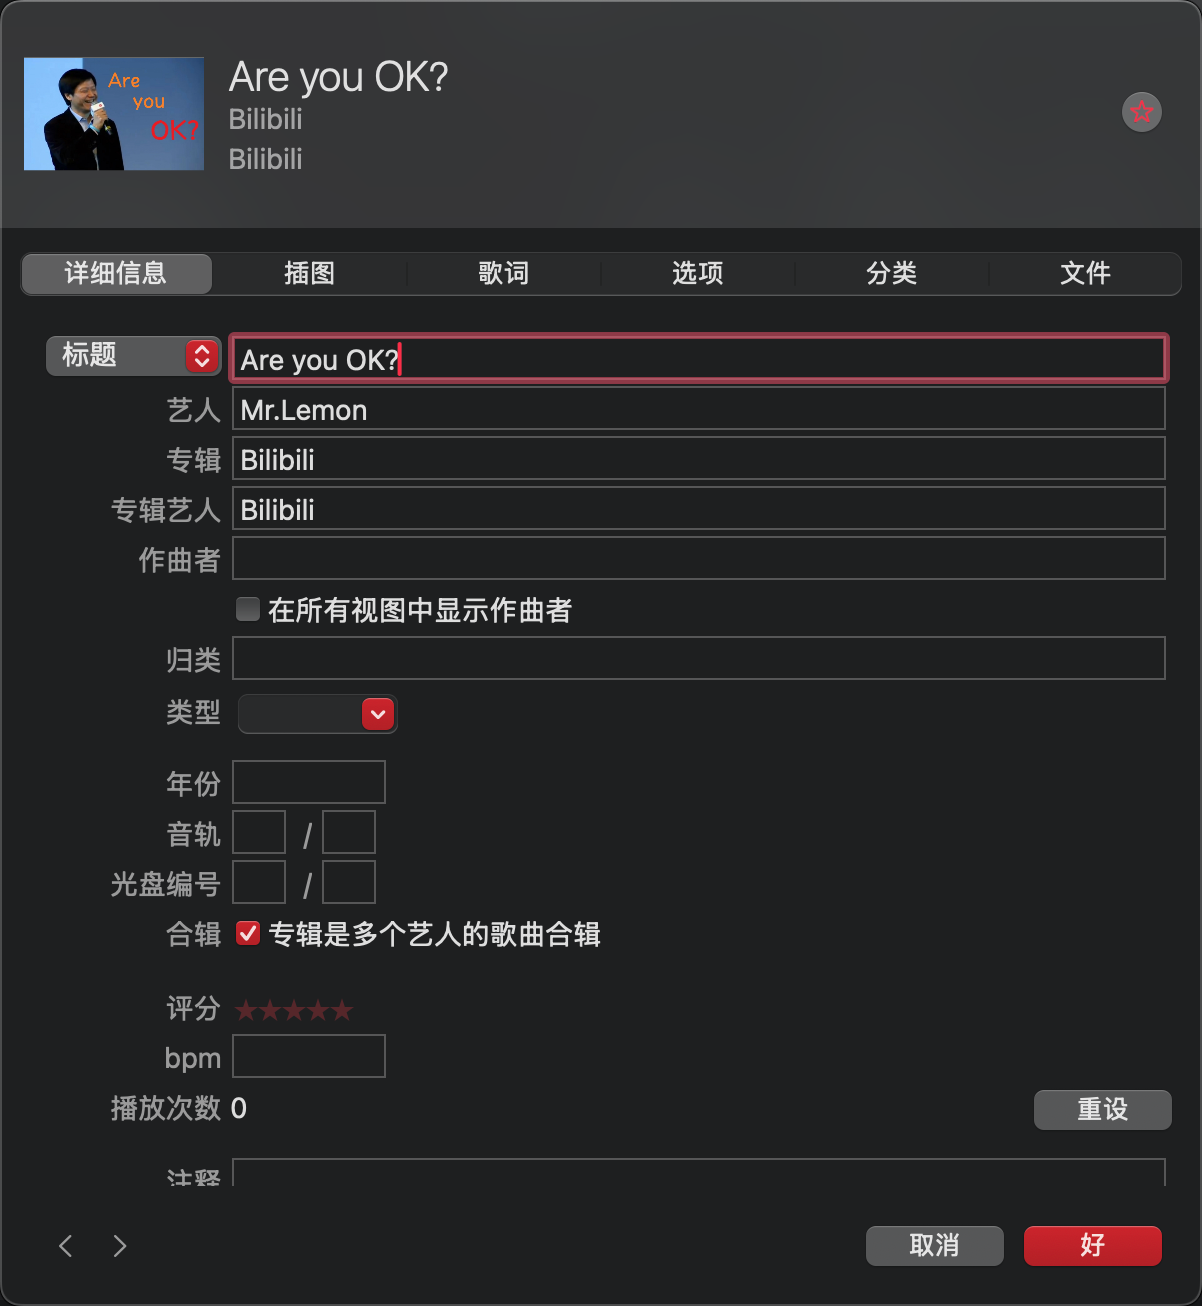 Are
you
OK?
Are you OK?
Bilibili
Bilibili
详细信息 插图 歌词 选项 分类 文件
标题 Are you OK?
艺人 Mr.Lemon
专辑 Bilibili
专辑艺人 Bilibili
作曲者
在所有视图中显示作曲者
归类
类型
年份
音轨 /
光盘编号 /
合辑 专辑是多个艺人的歌曲合辑
评分 ★★★★★
bpm
播放次数 0 重设
注释
取消 好